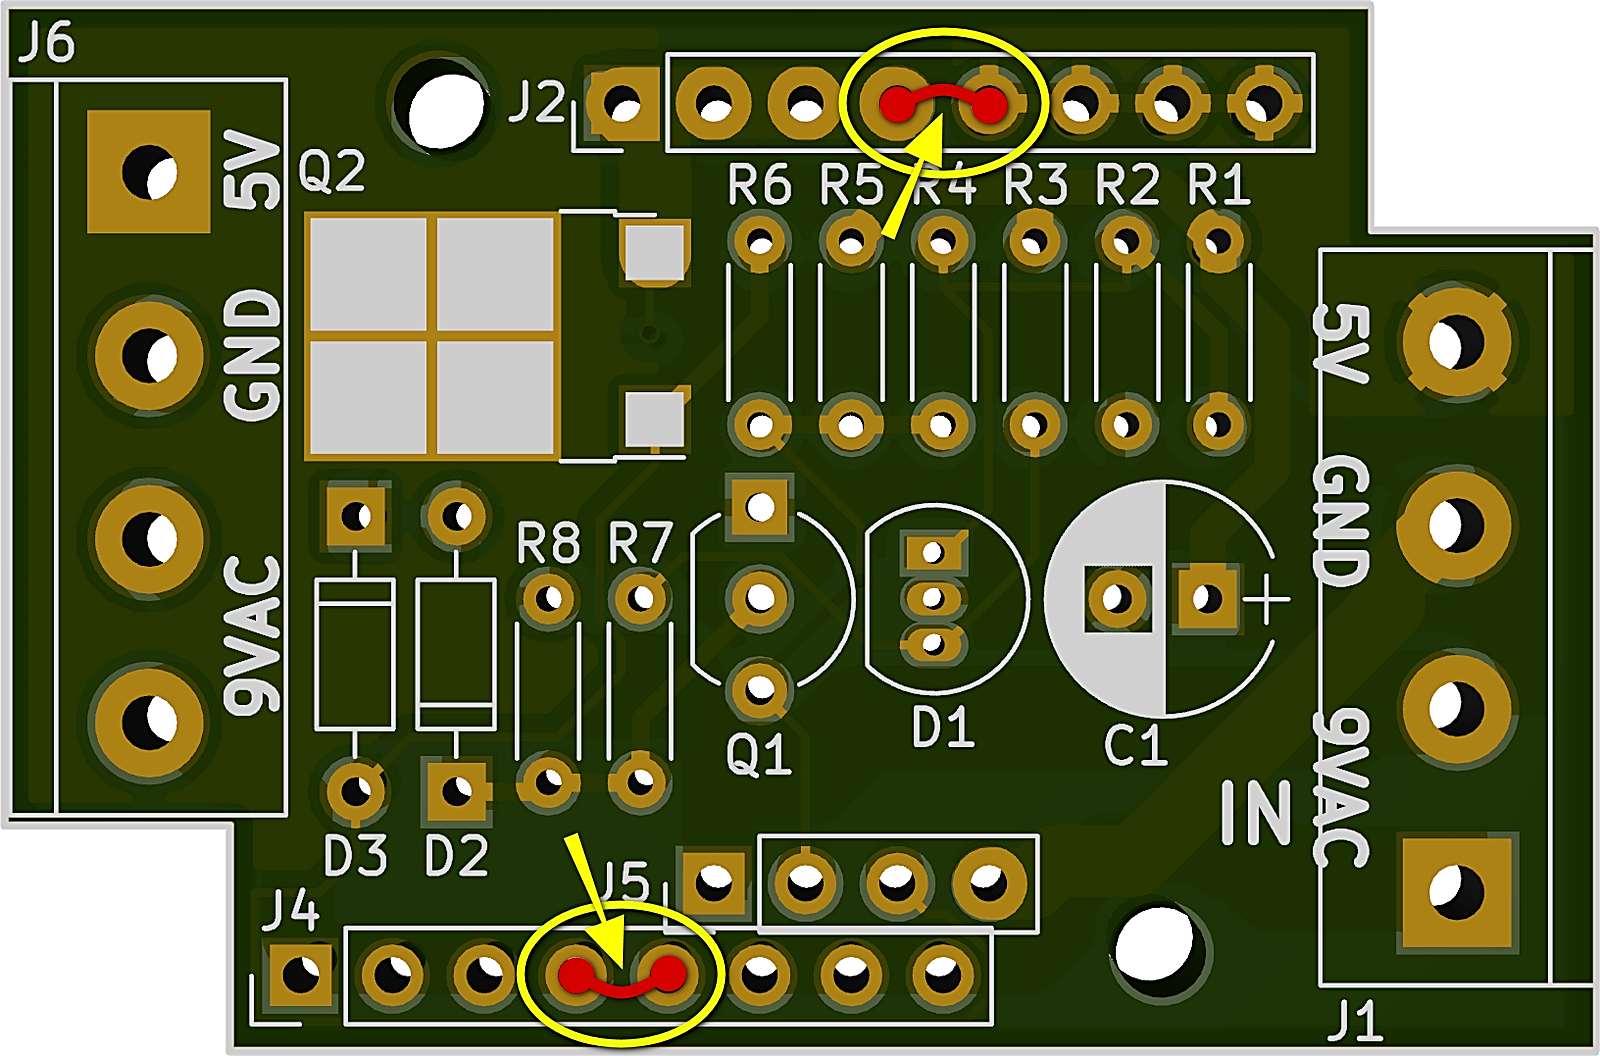 J6
J2
5V
Q2
R6 R5 R4 R3 R2 R1
GND
5V
GND
9VAC
R8 R7
Q1
D1
C1
9VAC
IN
D3 D2
J5
J4
J1